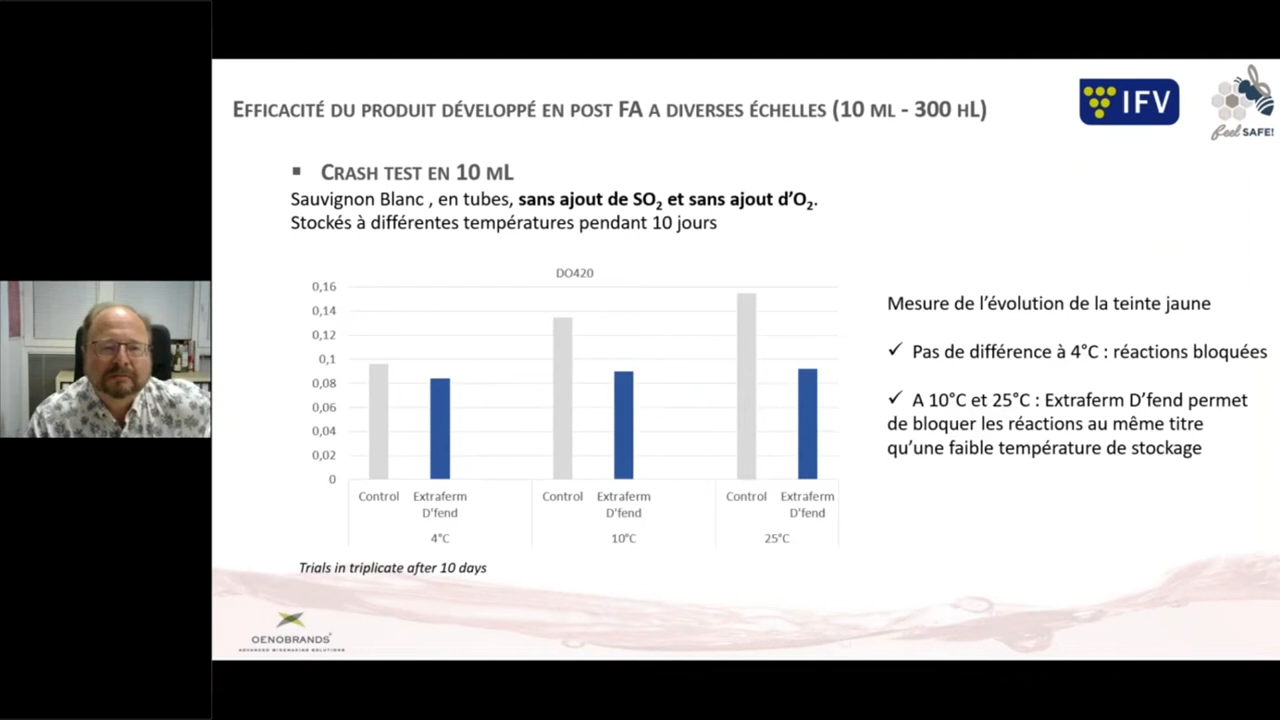 EFFICACITÉ DU PRODUIT DÉVELOPPÉ EN POST FA A DIVERSES ÉCHELLES (10 ML - 300 HL)
IFV
feel SAFE!
▪ CRASH TEST EN 10 ML
Sauvignon Blanc , en tubes, sans ajout de SO2 et sans ajout d’O2.
Stockés à différentes températures pendant 10 jours
DO420
0,16
0,14
0,12
0,1
0,08
0,06
0,04
0,02
0
Control
Extraferm
D'fend
Control
Extraferm
D'fend
Control
Extraferm
D'fend
4°C
10°C
25°C
Mesure de l’évolution de la teinte jaune
✓ Pas de différence à 4°C : réactions bloquées
✓ A 10°C et 25°C : Extraferm D’fend permet
de bloquer les réactions au même titre
qu’une faible température de stockage
Trials in triplicate after 10 days
OENOBRANDS
ADVANCED WINEMAKING SOLUTIONS